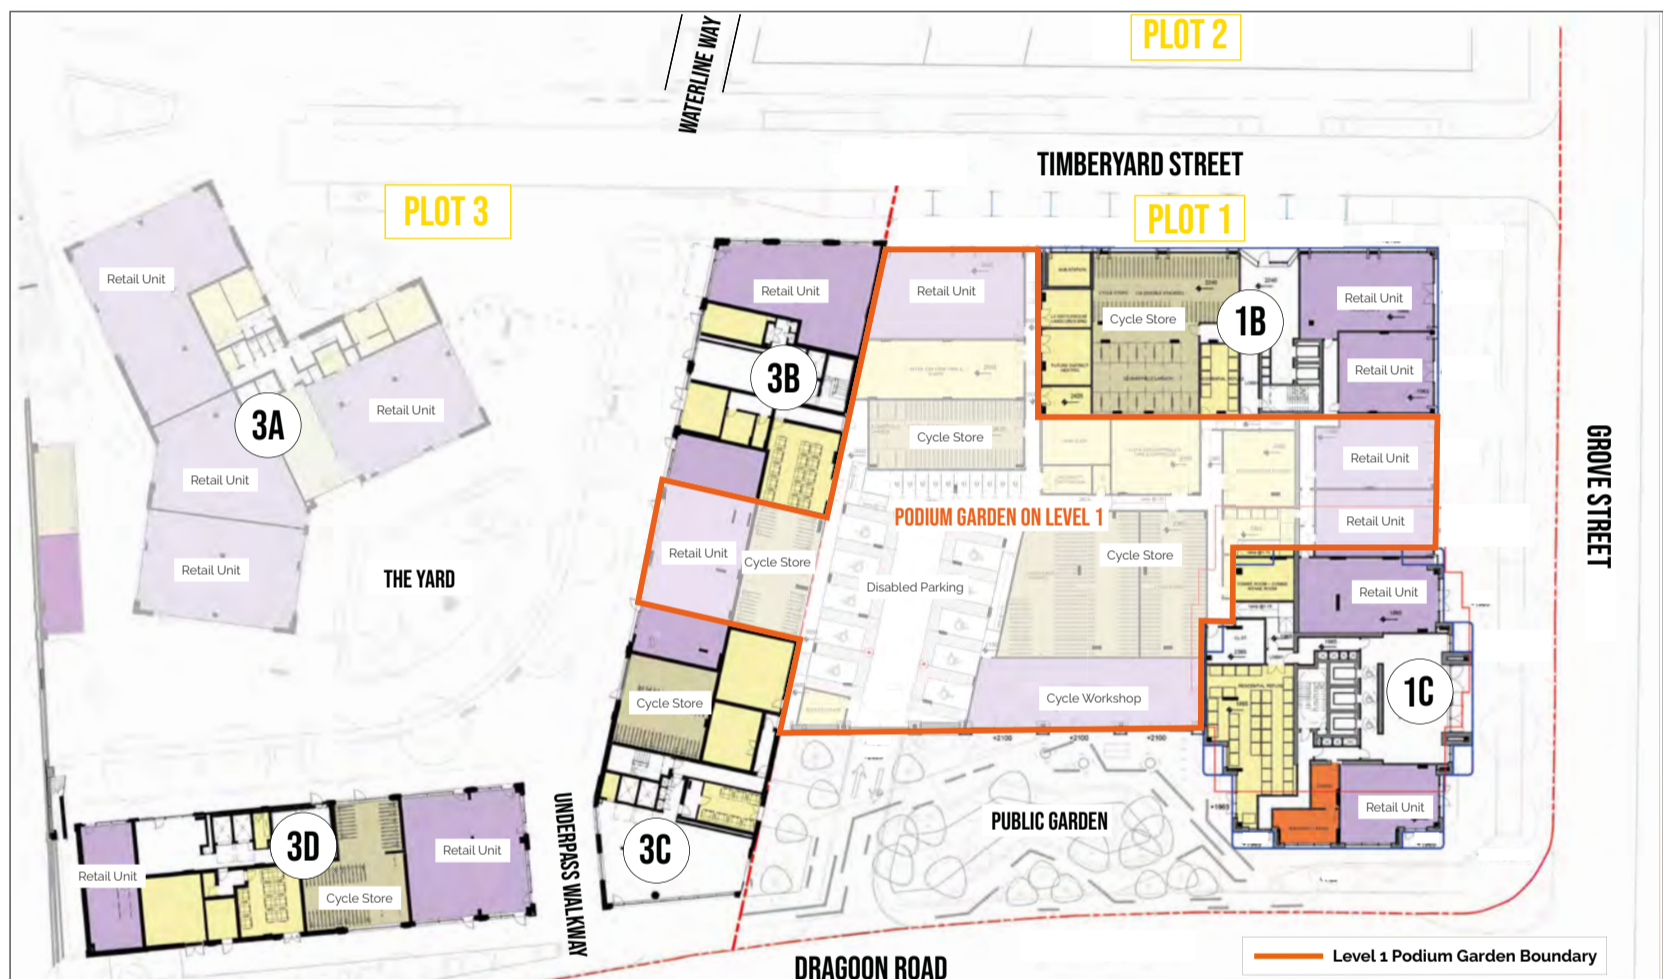 PLOT 2
WATERLINE WAY
TIMBERYARD STREET
PLOT 3
PLOT 1
Retail Unit
Retail Unit
Retail Unit
Retail Unit
Cycle Store
1B
3B
Retail Unit
Retail Unit
3A
Cycle Store
Retail Unit
GROVE STREET
Retail Unit
PODIUM GARDEN ON LEVEL 1
Retail Unit
Retail Unit
Cycle Store
Cycle Store
Retail Unit
THE YARD
Disabled Parking
Retail Unit
Cycle Workshop
1C
Cycle Store
+2100
+2100
+2100
UNDERPASS WALKWAY
PUBLIC GARDEN
Retail Unit
3D
Retail Unit
3C
Retail Unit
Cycle Store
DRAGOON ROAD
Level 1 Podium Garden Boundary